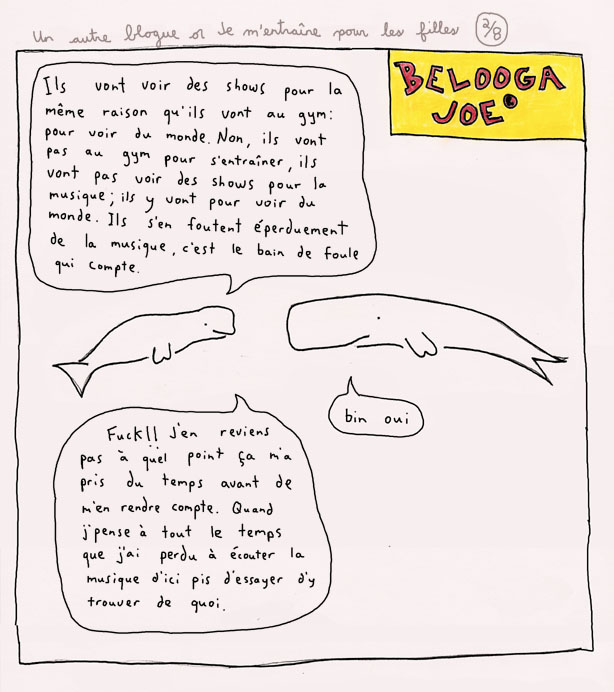 Un autre blogue où Je m'entraîne pour les filles 2/8
BELOOGA
JOE
Ils vont voir des shows pour la
même raison qu'ils vont au gym:
pour voir du monde. Non, ils vont
pas au gym pour s'entraîner, ils
vont pas voir des shows pour la
musique; ils y vont pour voir du
monde. Ils s'en foutent éperduement
de la musique, c'est le bain de foule
qui compte.
bin oui
Fuck!! J'en reviens
pas à quel point ça m'a
pris du temps avant de
m'en rendre compte. Quand
j'pense à tout le temps
que j'ai perdu à écouter la
musique d'ici pis d'essayer d'y
trouver de quoi.